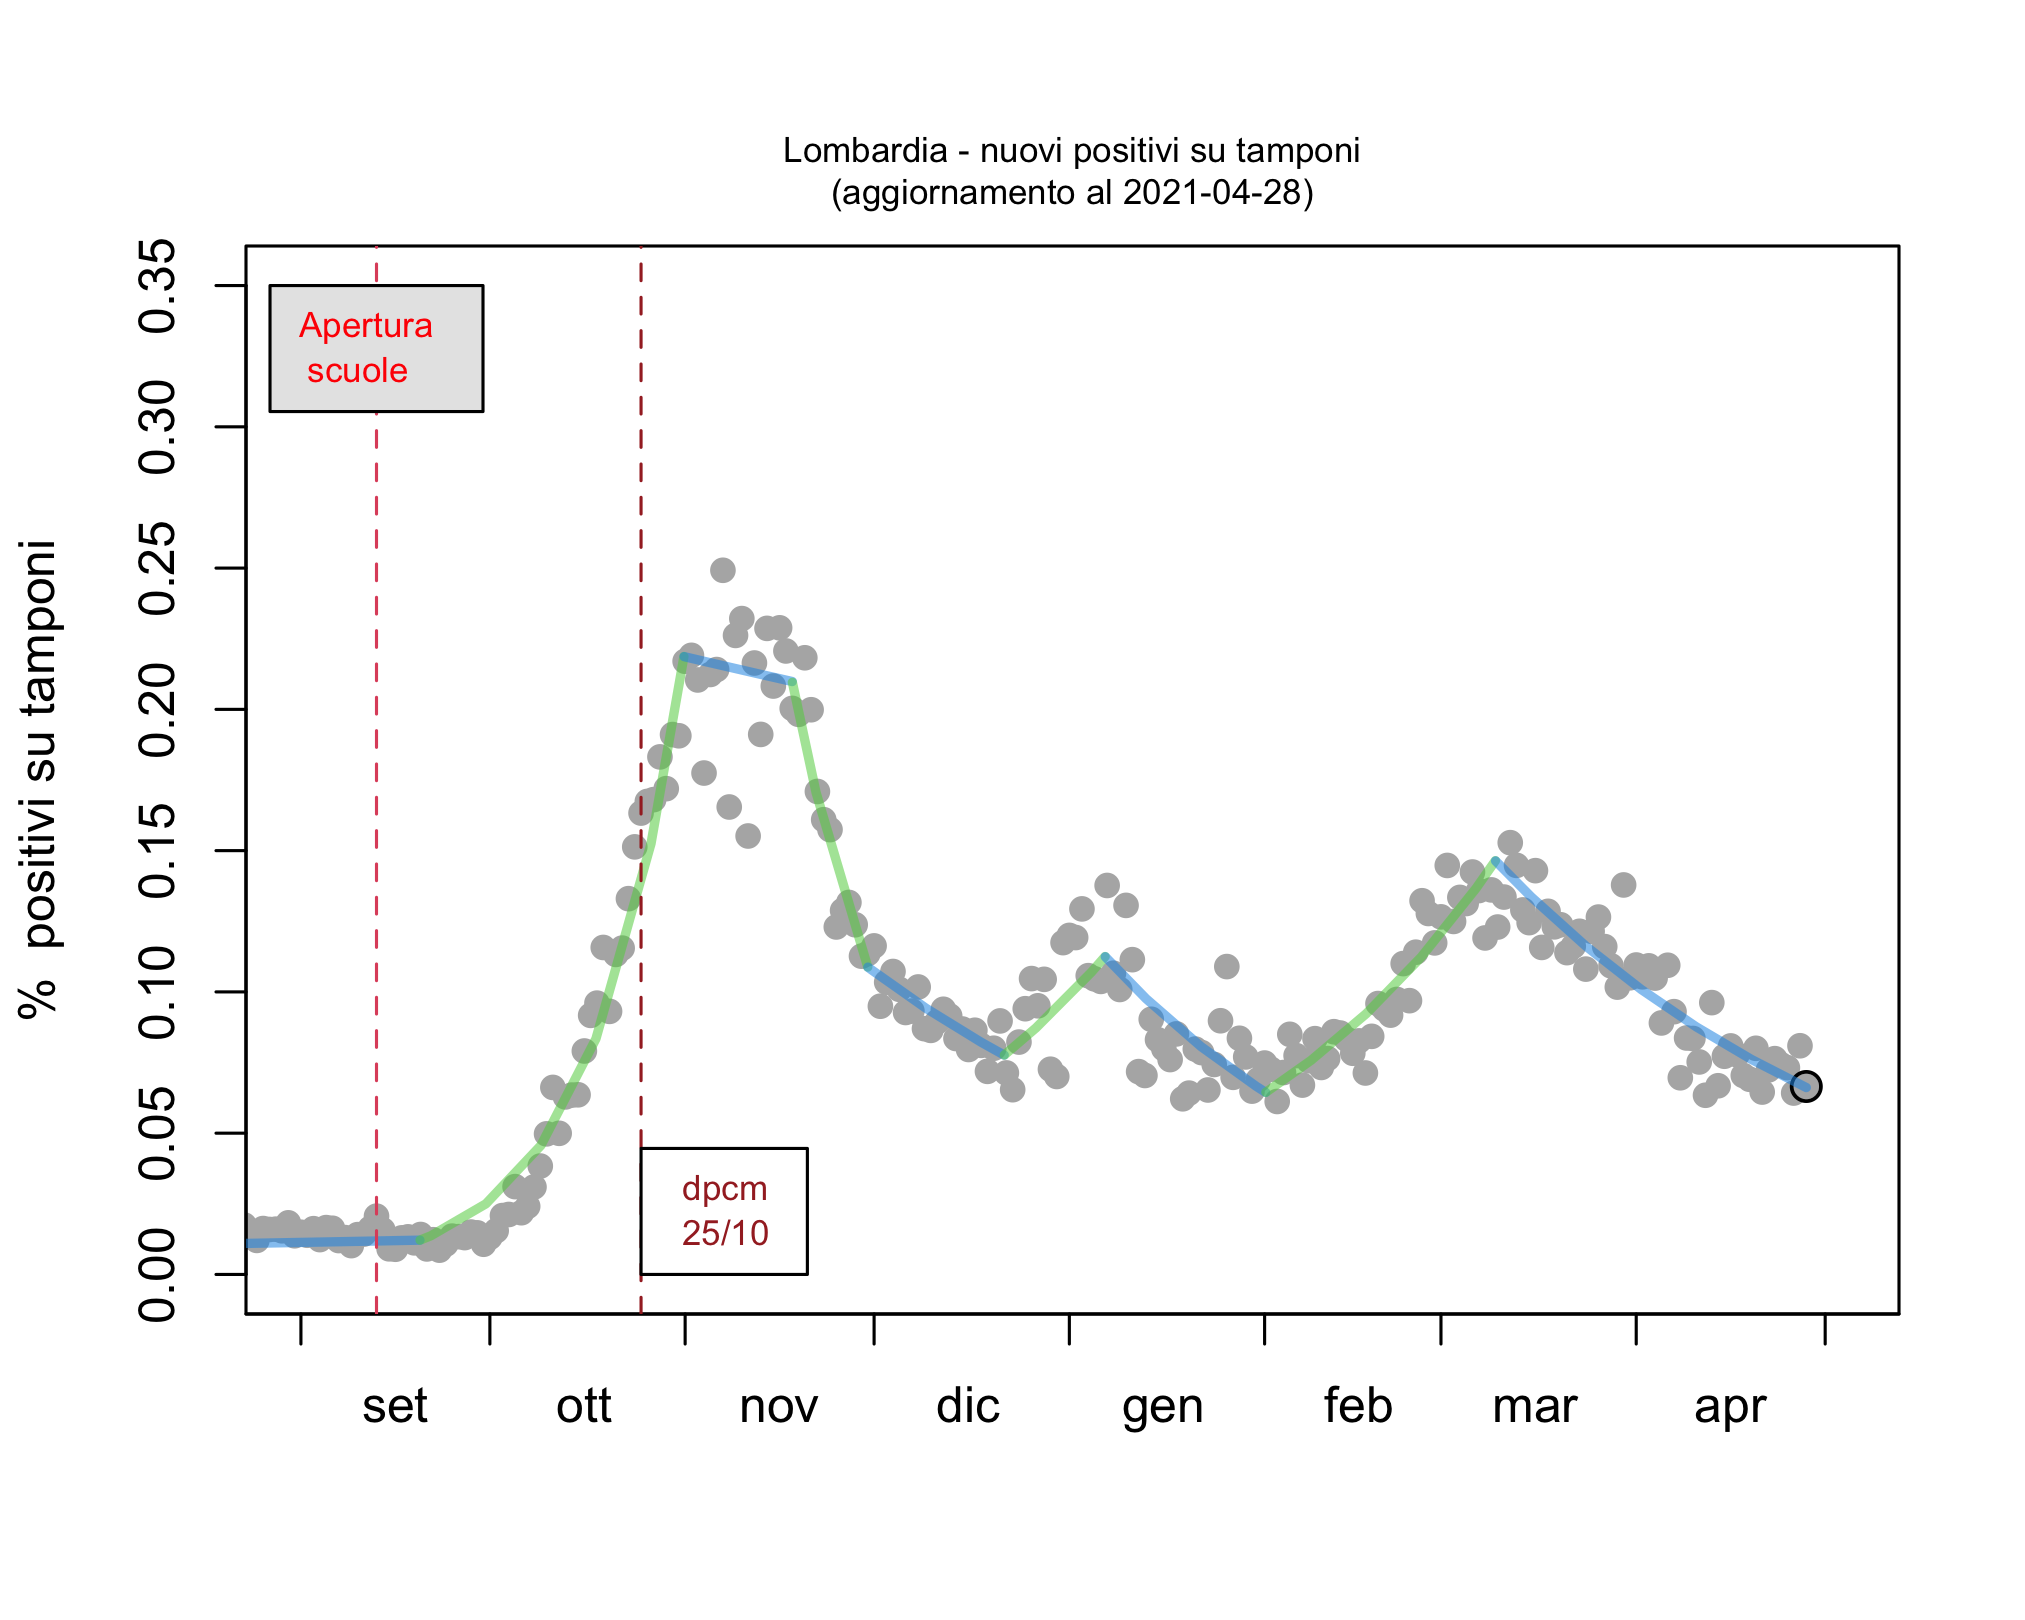 Lombardia - nuovi positivi su tamponi
(aggiornamento al 2021-04-28)
% positivi su tamponi
0.35
0.30
0.25
0.20
0.15
0.10
0.05
0.00
Apertura
scuole
dpcm
25/10
set ott nov dic gen feb mar apr